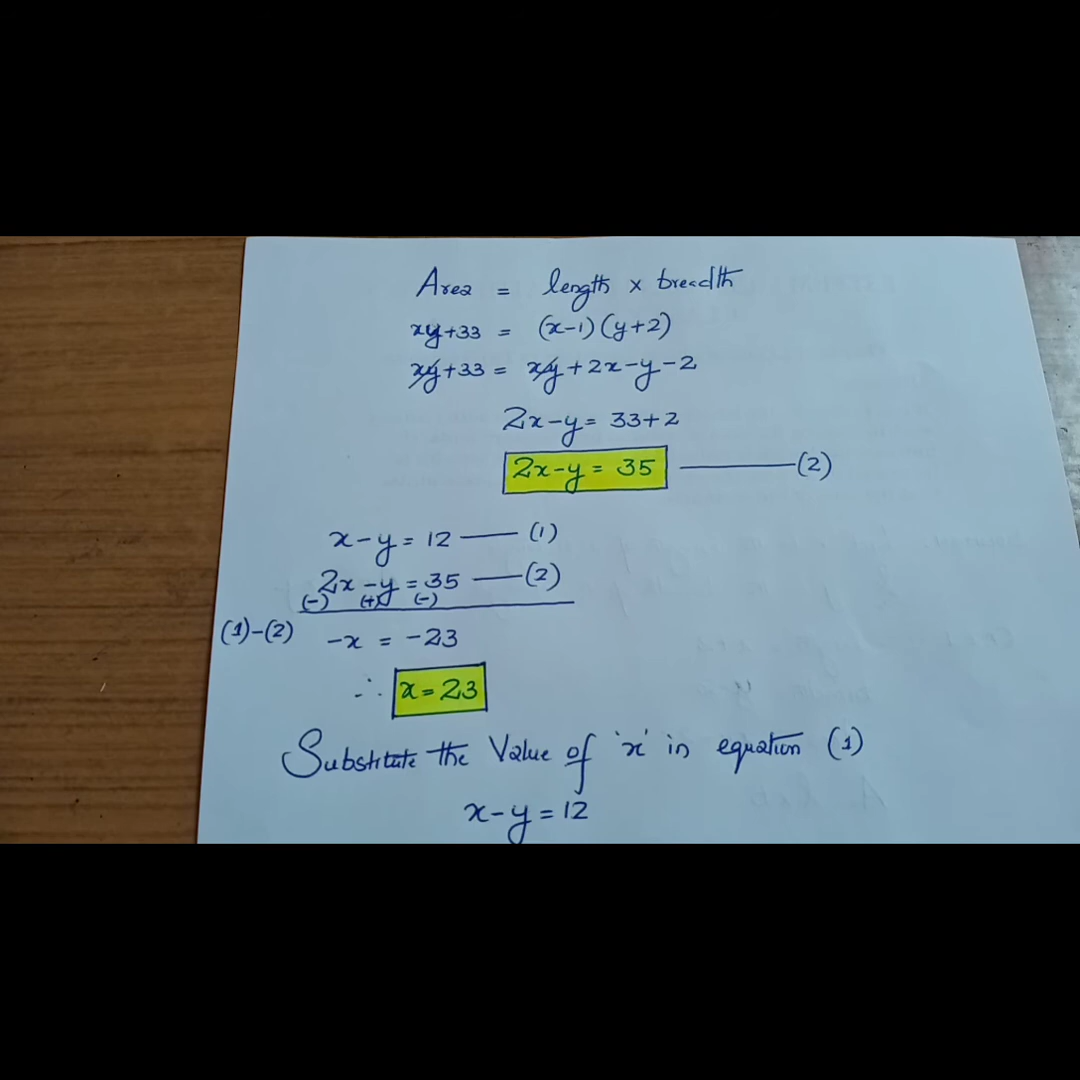 Area = length × breadth
xy+33 = (x-1)(y+2)
xy+33 = xy+2x-y-2
2x-y = 33+2
2x-y = 35 ——— (2)
x-y = 12 —— (1)
2x-y = 35 —— (2)
(-) (+) (-)
(1)-(2) -x = -23
∴ x = 23
Substitute the Value of 'x' in equation (1)
x-y = 12